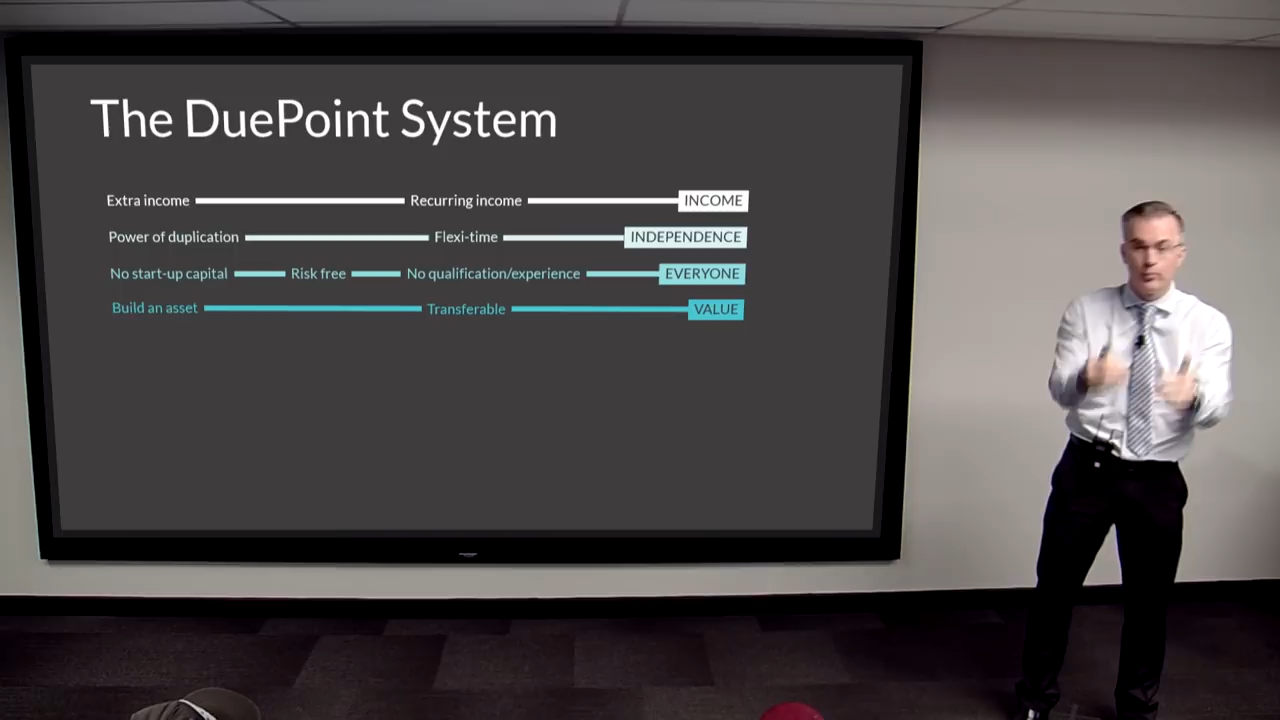 The DuePoint System
Extra income Recurring income INCOME
Power of duplication Flexi-time INDEPENDENCE
No start-up capital Risk free No qualification/experience EVERYONE
Build an asset Transferable VALUE